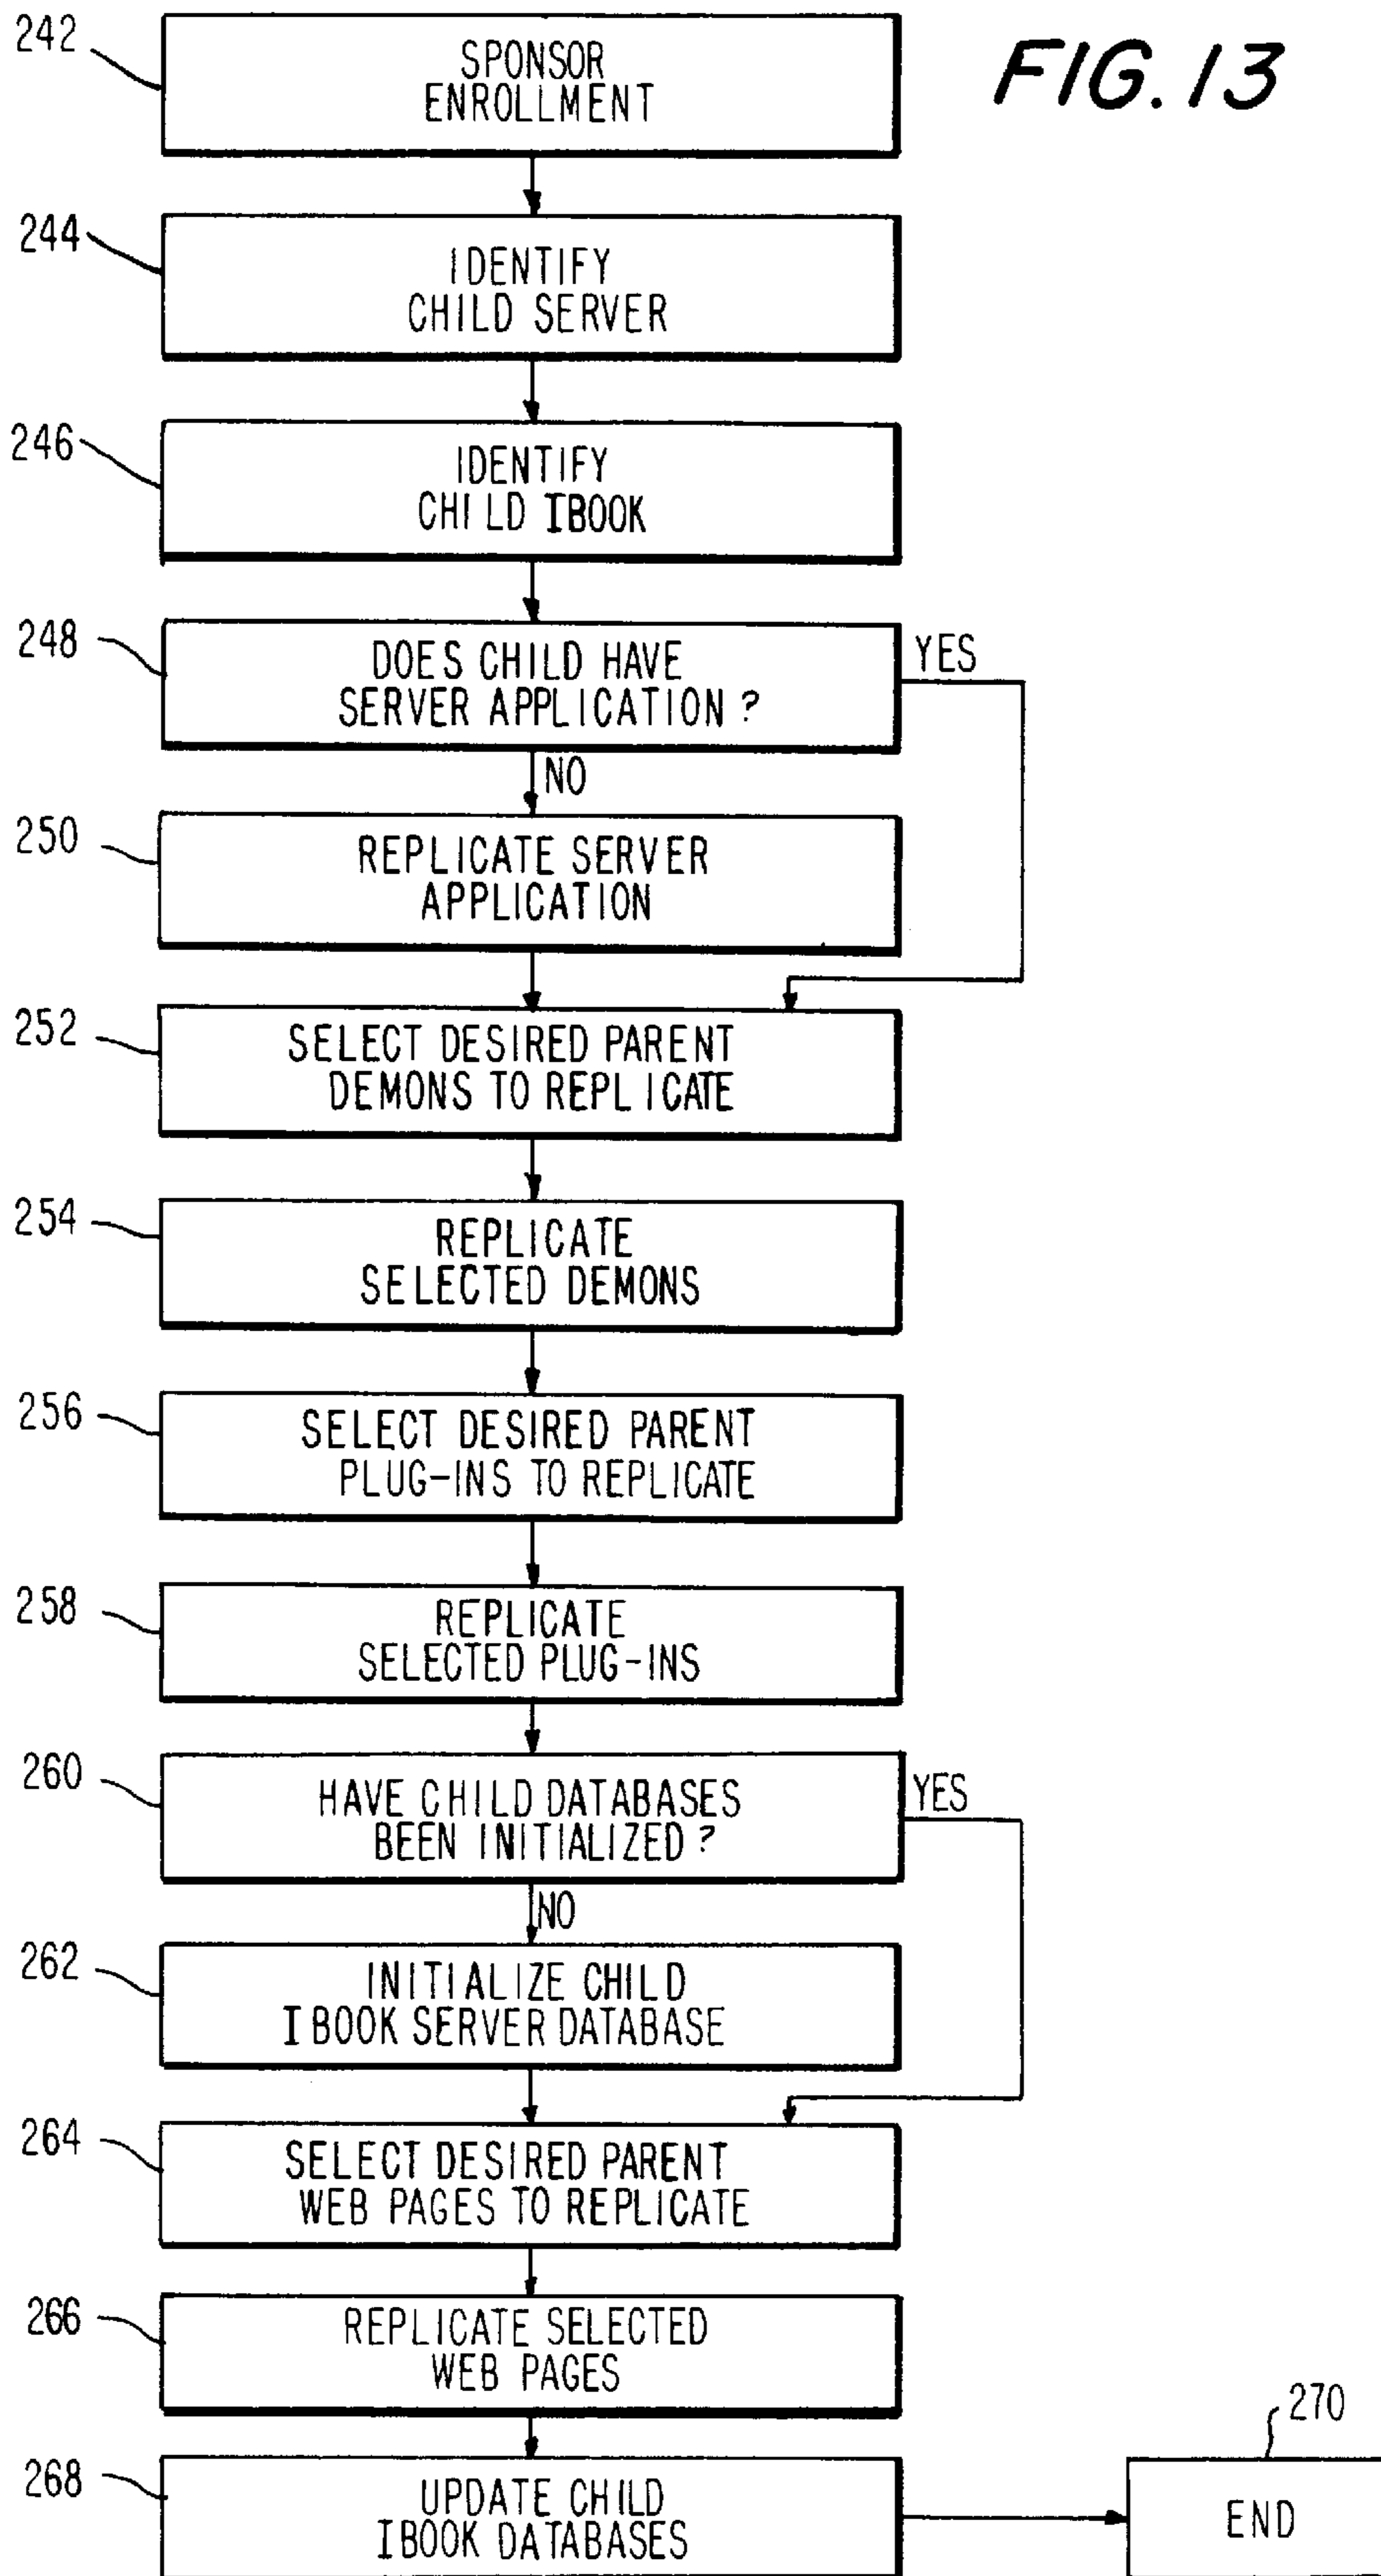 FIG. 13
242
SPONSOR
ENROLLMENT
244
IDENTIFY
CHILD SERVER
246
IDENTIFY
CHILD IBOOK
248
DOES CHILD HAVE
SERVER APPLICATION ?
YES
NO
250
REPLICATE SERVER
APPLICATION
252
SELECT DESIRED PARENT
DEMONS TO REPLICATE
254
REPLICATE
SELECTED DEMONS
256
SELECT DESIRED PARENT
PLUG-INS TO REPLICATE
258
REPLICATE
SELECTED PLUG-INS
260
HAVE CHILD DATABASES
BEEN INITIALIZED ?
YES
NO
262
INITIALIZE CHILD
IBOOK SERVER DATABASE
264
SELECT DESIRED PARENT
WEB PAGES TO REPLICATE
266
REPLICATE SELECTED
WEB PAGES
268
UPDATE CHILD
IBOOK DATABASES
270
END